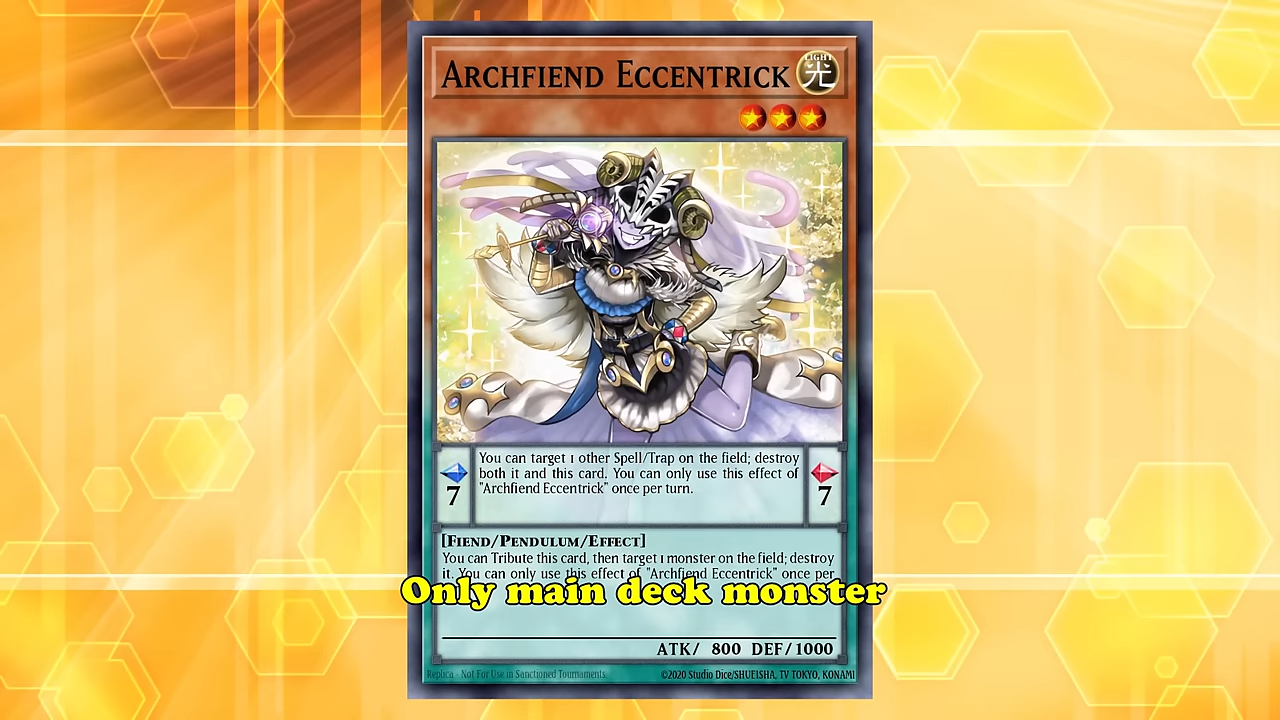 ARCHFIEND ECCENTRICK
LIGHT
光
You can target 1 other Spell/Trap on the field; destroy
both it and this card. You can only use this effect of
"Archfiend Eccentrick" once per turn.
7
7
[FIEND/PENDULUM/EFFECT]
You can Tribute this card, then target 1 monster on the field; destroy
it. You can only use this effect of "Archfiend Eccentrick" once per
Only main deck monster
ATK/ 800 DEF/1000
Replica - Not For Use in Sanctioned Tournaments.
©2020 Studio Dice/SHUEISHA, TV TOKYO, KONAMI